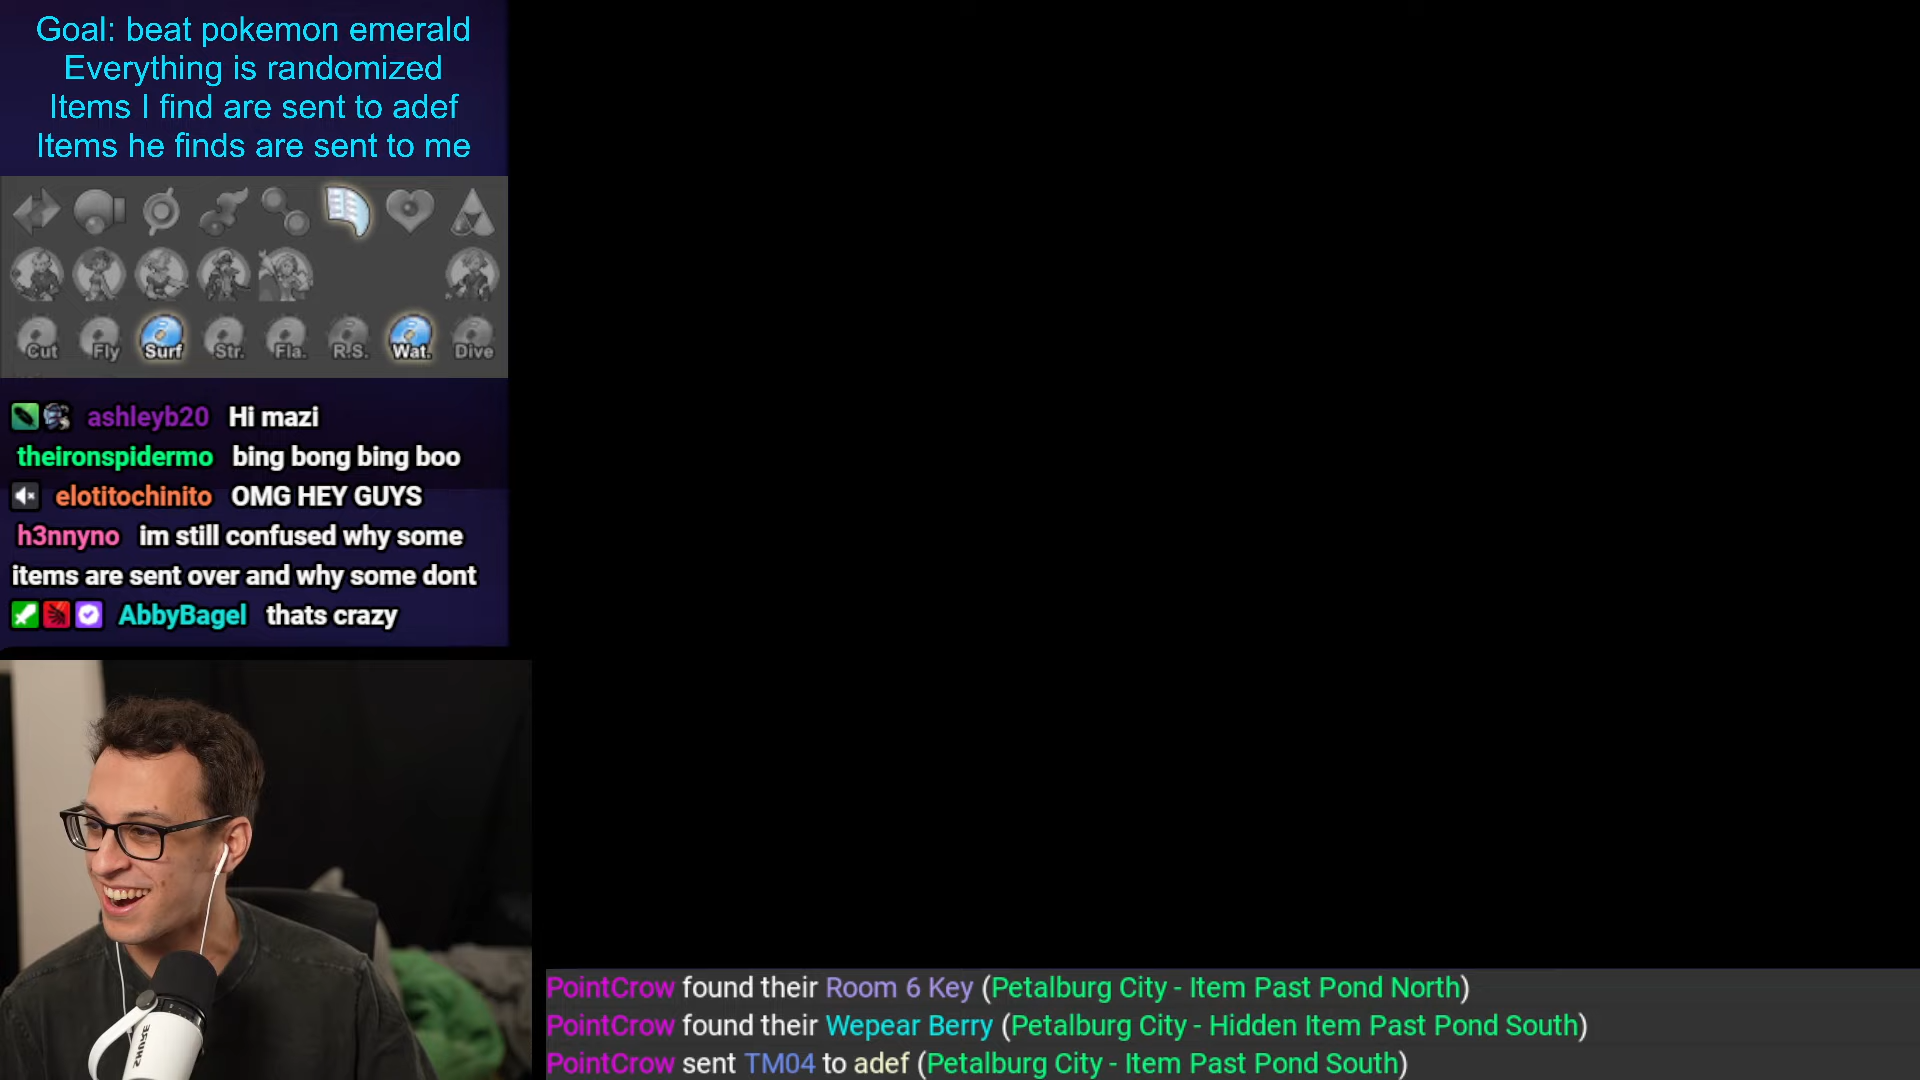 Goal: beat pokemon emerald
Everything is randomized
Items I find are sent to adef
Items he finds are sent to me
Cut Fly Surf Str. Fla. R.S. Wat. Dive
ashleyb20 Hi mazi
theironspidermo bing bong bing boo
elotitochinito OMG HEY GUYS
h3nnyno im still confused why some
items are sent over and why some dont
AbbyBagel thats crazy
SHURE
PointCrow found their Room 6 Key (Petalburg City - Item Past Pond North)
PointCrow found their Wepear Berry (Petalburg City - Hidden Item Past Pond South)
PointCrow sent TM04 to adef (Petalburg City - Item Past Pond South)